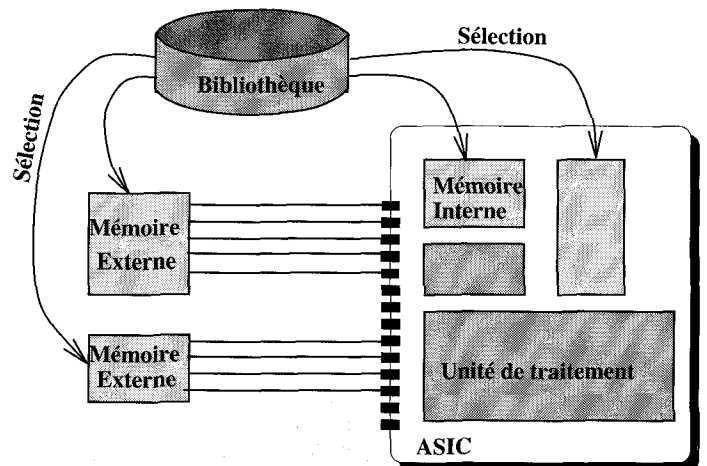 Sélection
Bibliothèque
Sélection
Mémoire
Interne
Mémoire
Externe
Mémoire
Externe
Unité de traitement
ASIC